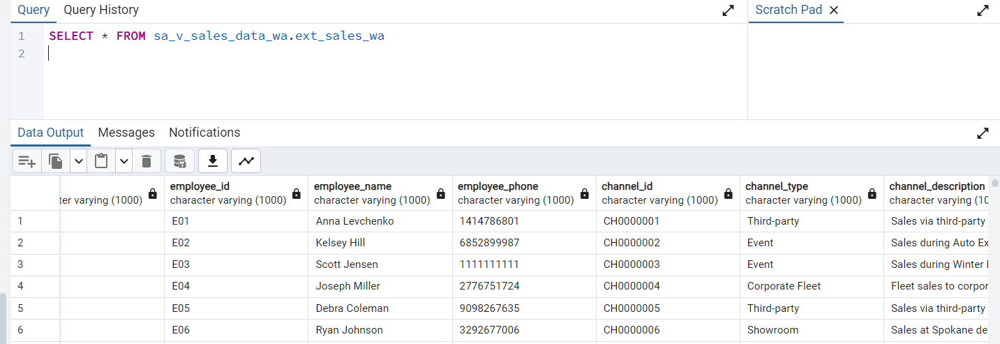 Query Query History Scratch Pad
1 SELECT * FROM sa_v_sales_data_wa.ext_sales_wa
2
Data Output Messages Notifications
employee_id employee_name employee_phone channel_id channel_type channel_description
ter varying (1000) character varying (1000) character varying (1000) character varying (1000) character varying (1000) character varying (1000) character varying (10
1 E01 Anna Levchenko 1414786801 CH0000001 Third-party Sales via third-party
2 E02 Kelsey Hill 6852899987 CH0000002 Event Sales during Auto Ex
3 E03 Scott Jensen 1111111111 CH0000003 Event Sales during Winter
4 E04 Joseph Miller 2776751724 CH0000004 Corporate Fleet Fleet sales to corpor
5 E05 Debra Coleman 9098267635 CH0000005 Third-party Sales via third-party
6 E06 Ryan Johnson 3292677006 CH0000006 Showroom Sales at Spokane de